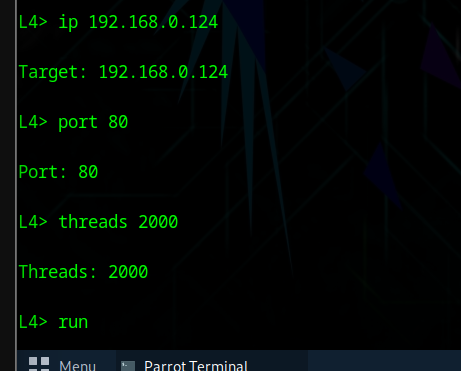 L4> ip 192.168.0.124
Target: 192.168.0.124
L4> port 80
Port: 80
L4> threads 2000
Threads: 2000
L4> run
Menu
Parrot Terminal